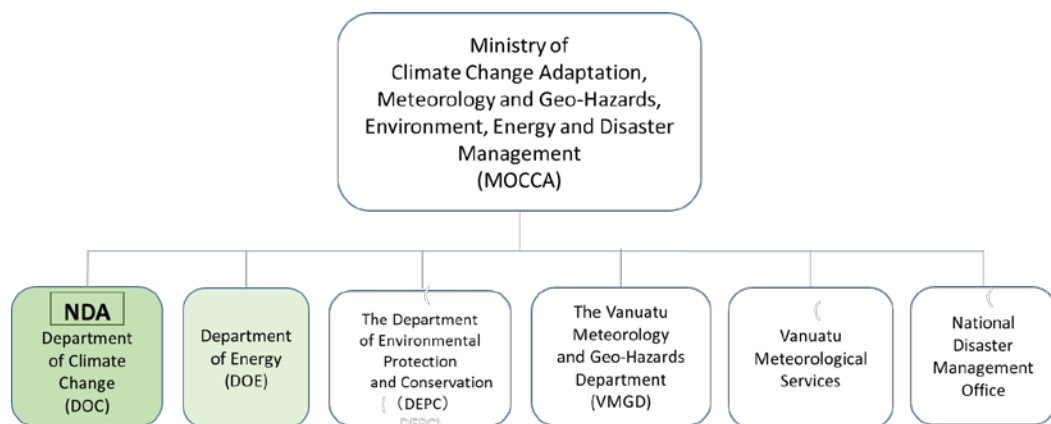 Ministry of
Climate Change Adaptation,
Meteorology and Geo-Hazards,
Environment, Energy and Disaster
Management
(MOCCA)
NDA
Department
of Climate
Change
(DOC)
Department
of Energy
(DOE)
The Department
of Environmental
Protection
and Conservation
(DEPC)
The Vanuatu
Meteorology
and Geo-Hazards
Department
(VMGD)
Vanuatu
Meteorological
Services
National
Disaster
Management
Office